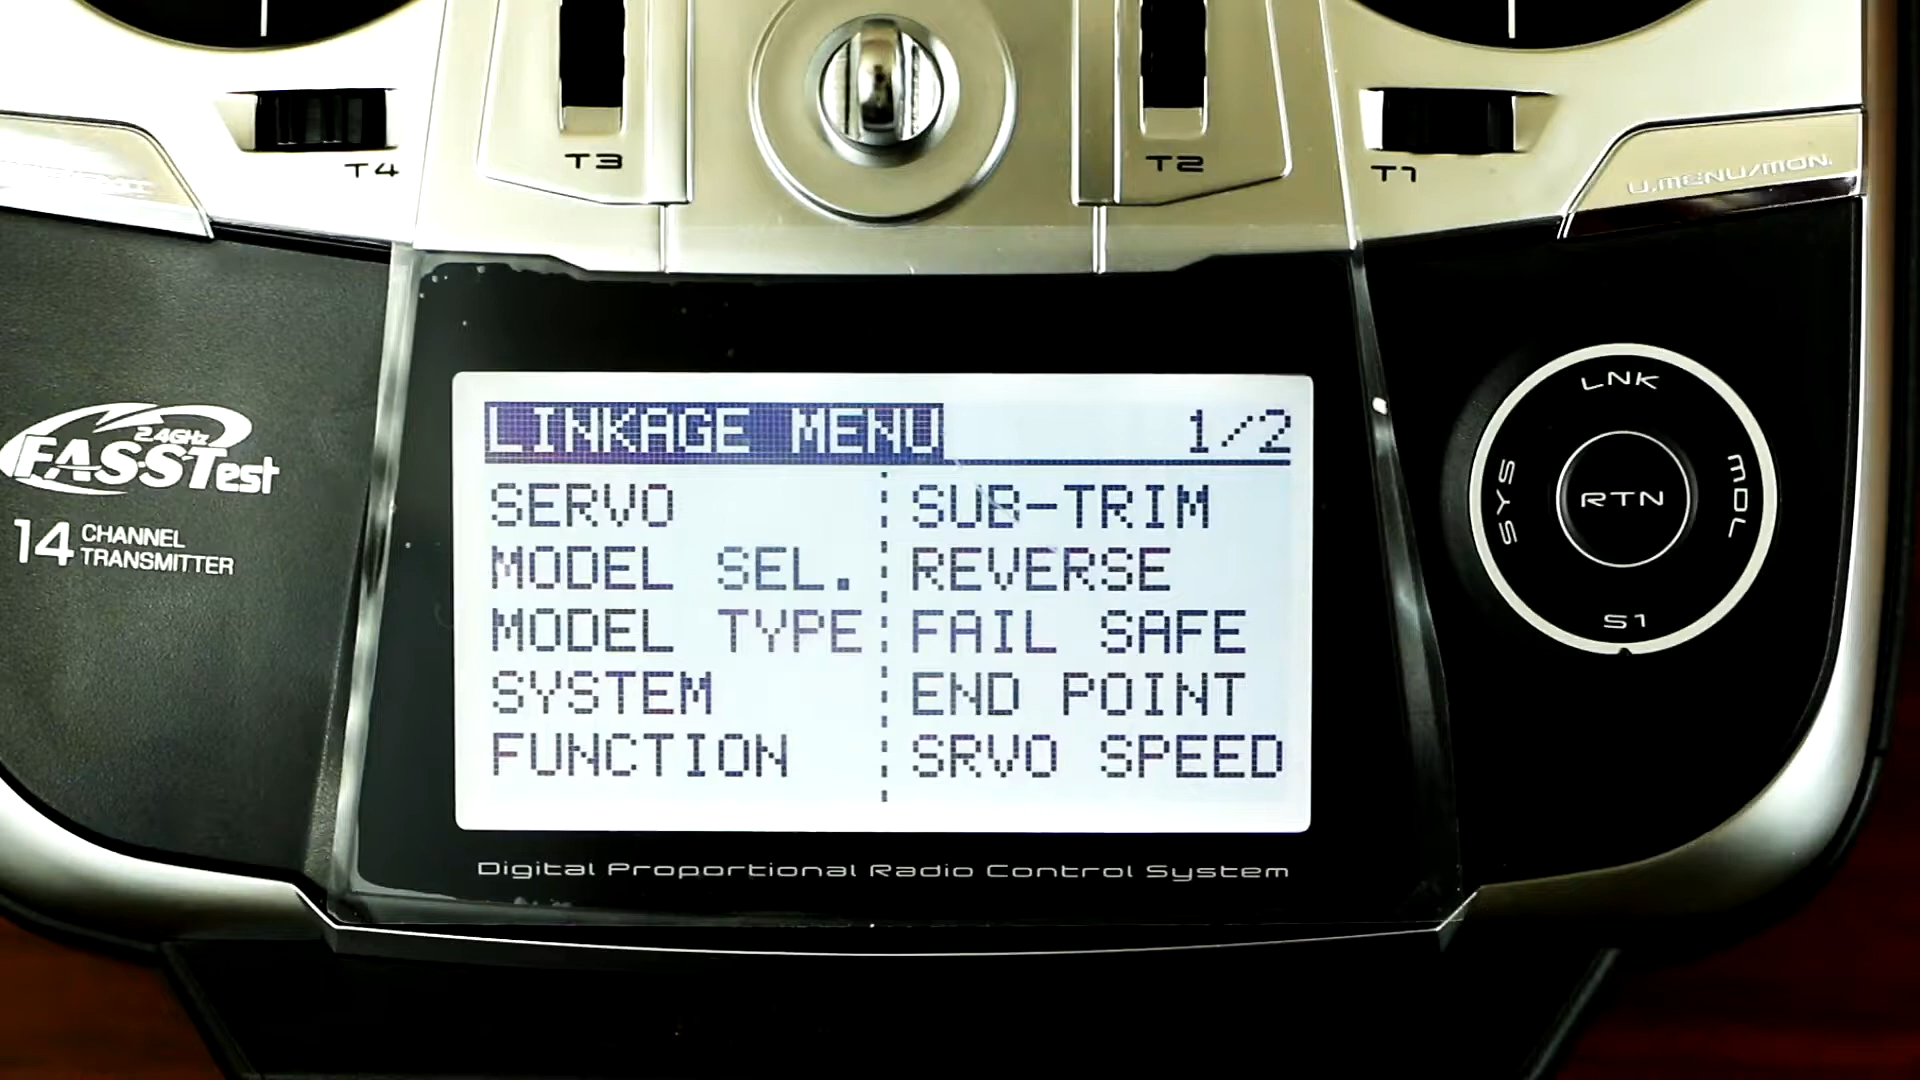 T4
T3
T2
T1
U.MENU/MON.
2.4GHz
FASSTest
14 CHANNEL
TRANSMITTER
LINKAGE MENU 1/2
SERVO SUB-TRIM
MODEL SEL. REVERSE
MODEL TYPE FAIL SAFE
SYSTEM END POINT
FUNCTION SRVO SPEED
LNK
SYS
RTN
MDL
S1
Digital Proportional Radio Control System